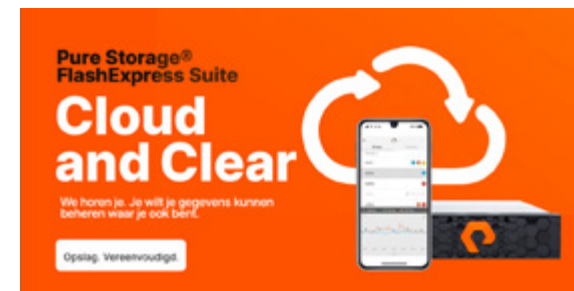 Pure Storage®
FlashExpress Suite
Cloud
and Clear
We horen je. Je wilt je gegevens kunnen
beheren waar je ook bent.
Opslag. Vereenvoudigd.